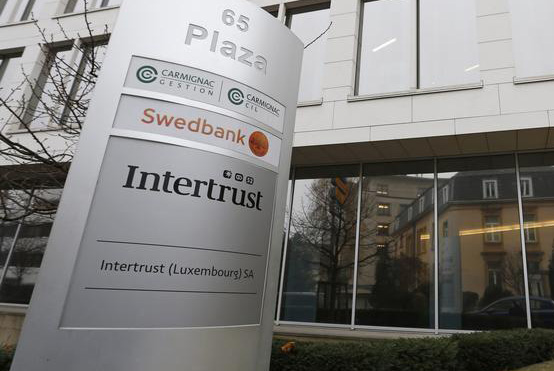 65
Plaza
CARMIGNAC
GESTION
CARMIGNAC
CIL
Swedbank
Intertrust
Intertrust (Luxembourg) SA